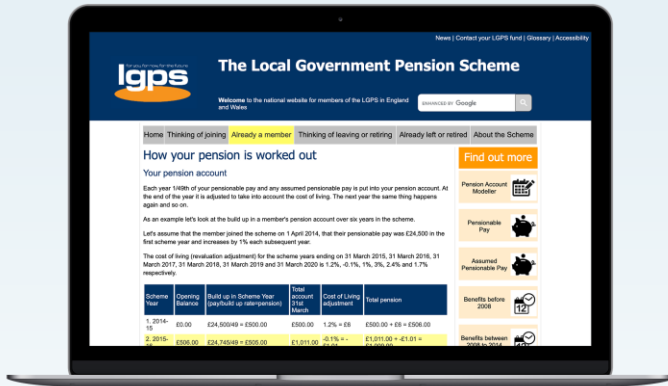 News | Contact your LGPS fund | Glossary | Accessibility
for you for now for the future
lgps
The Local Government Pension Scheme
Welcome to the national website for members of the LGPS in England
and Wales
ENHANCED BY Google
Home Thinking of joining Already a member Thinking of leaving or retiring Already left or retired About the Scheme
How your pension is worked out
Find out more
Your pension account
Each year 1/49th of your pensionable pay and any assumed pensionable pay is put into your pension account. At
the end of the year it is adjusted to take into account the cost of living. The next year the same thing happens
again and so on.
As an example let's look at the build up in a member's pension account over six years in the scheme.
Let's assume that the member joined the scheme on 1 April 2014, that their pensionable pay was £24,500 in the
first scheme year and increases by 1% each subsequent year.
The cost of living (revaluation adjustment) for the scheme years ending on 31 March 2015, 31 March 2016, 31
March 2017, 31 March 2018, 31 March 2019 and 31 March 2020 is 1.2%, -0.1%, 1%, 3%, 2.4% and 1.7%
respectively.
Pension Account
Modeller
Pensionable
Pay
Assumed
Pensionable Pay
Benefits before
2008
12
Benefits between
2008 to 2014
Scheme
Year
Opening
Balance
Build up in Scheme Year
(pay/build up rate=pension)
Total
account
31st
March
Cost of Living
adjustment
Total pension
1. 2014-
15
£0.00
£24,500/49 = £500.00
£500.00
1.2% = £6
£500.00 + £6 = £506.00
2. 2015-
£506.00
£24,745/49 = £505.00
£1,011.00
-0.1% = -
£1,011.00 + -£1.01 =